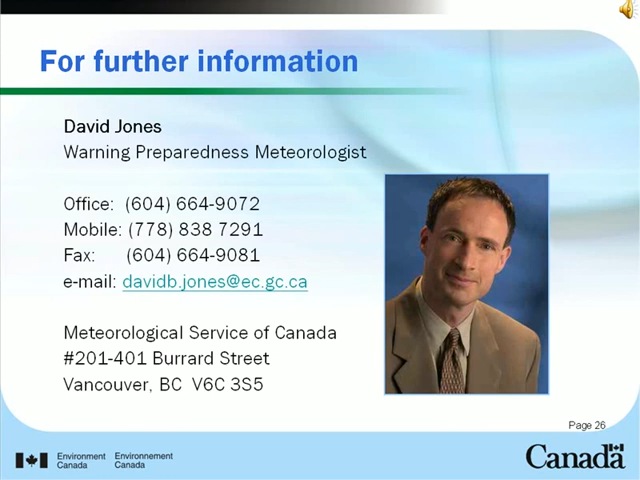 For further information
David Jones
Warning Preparedness Meteorologist
Office: (604) 664-9072
Mobile: (778) 838 7291
Fax: (604) 664-9081
e-mail: davidb.jones@ec.gc.ca
Meteorological Service of Canada
#201-401 Burrard Street
Vancouver, BC V6C 3S5
Page 26
Environment Canada
Environnement Canada
Canada